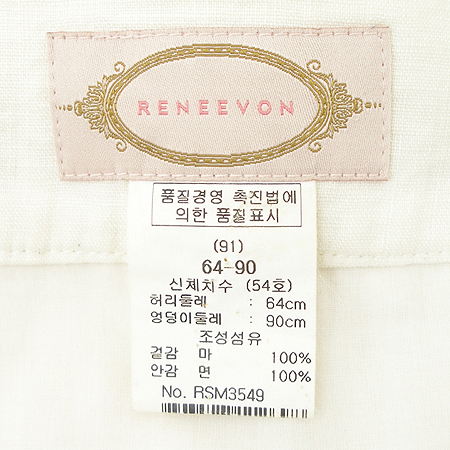 RENEEVON
품질경영 촉진법에
의한 품질표시
(91)
64-90
신체치수 (54호)
허리둘레 : 64cm
엉덩이둘레 : 90cm
조성섬유
겉감 마 100%
안감 면 100%
No. RSM3549